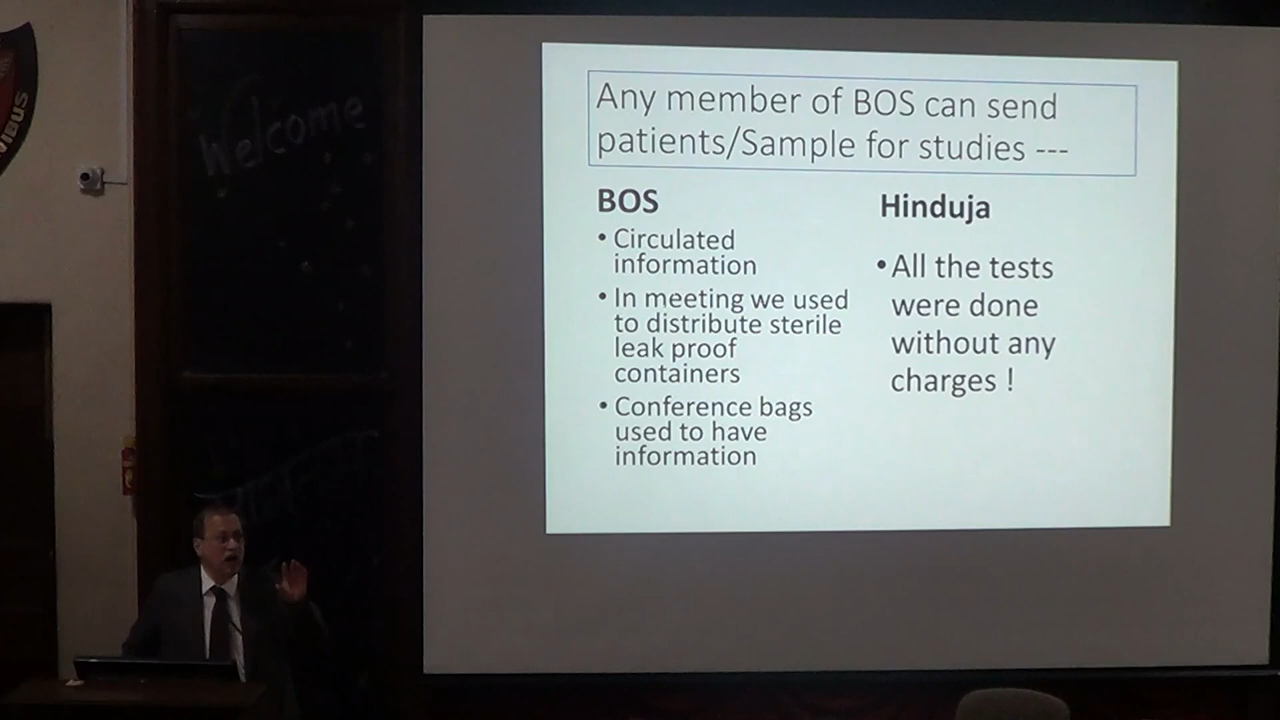 NIBUS
Welcome
Any member of BOS can send
patients/Sample for studies ---
BOS
• Circulated
information
• In meeting we used
to distribute sterile
leak proof
containers
• Conference bags
used to have
information
Hinduja
• All the tests
were done
without any
charges !